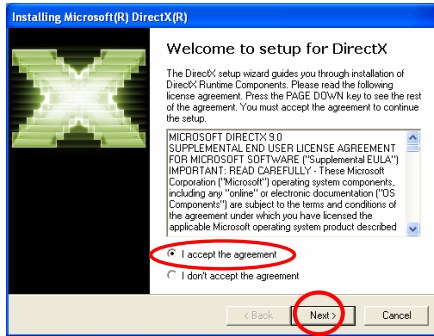 Installing Microsoft(R) DirectX(R)
Welcome to setup for DirectX
The DirectX setup wizard guides you through installation of
DirectX Runtime Components. Please read the following
license agreement. Press the PAGE DOWN key to see the rest
of the agreement. You must accept the agreement to continue
the setup.
MICROSOFT DIRECTX 9.0
SUPPLEMENTAL END USER LICENSE AGREEMENT
FOR MICROSOFT SOFTWARE ("Supplemental EULA")
IMPORTANT: READ CAREFULLY - These Microsoft
Corporation ("Microsoft") operating system components,
including any "online" or electronic documentation ("OS
Components") are subject to the terms and conditions of
the agreement under which you have licensed the
applicable Microsoft operating system product described
I accept the agreement
I don't accept the agreement
< Back Next > Cancel